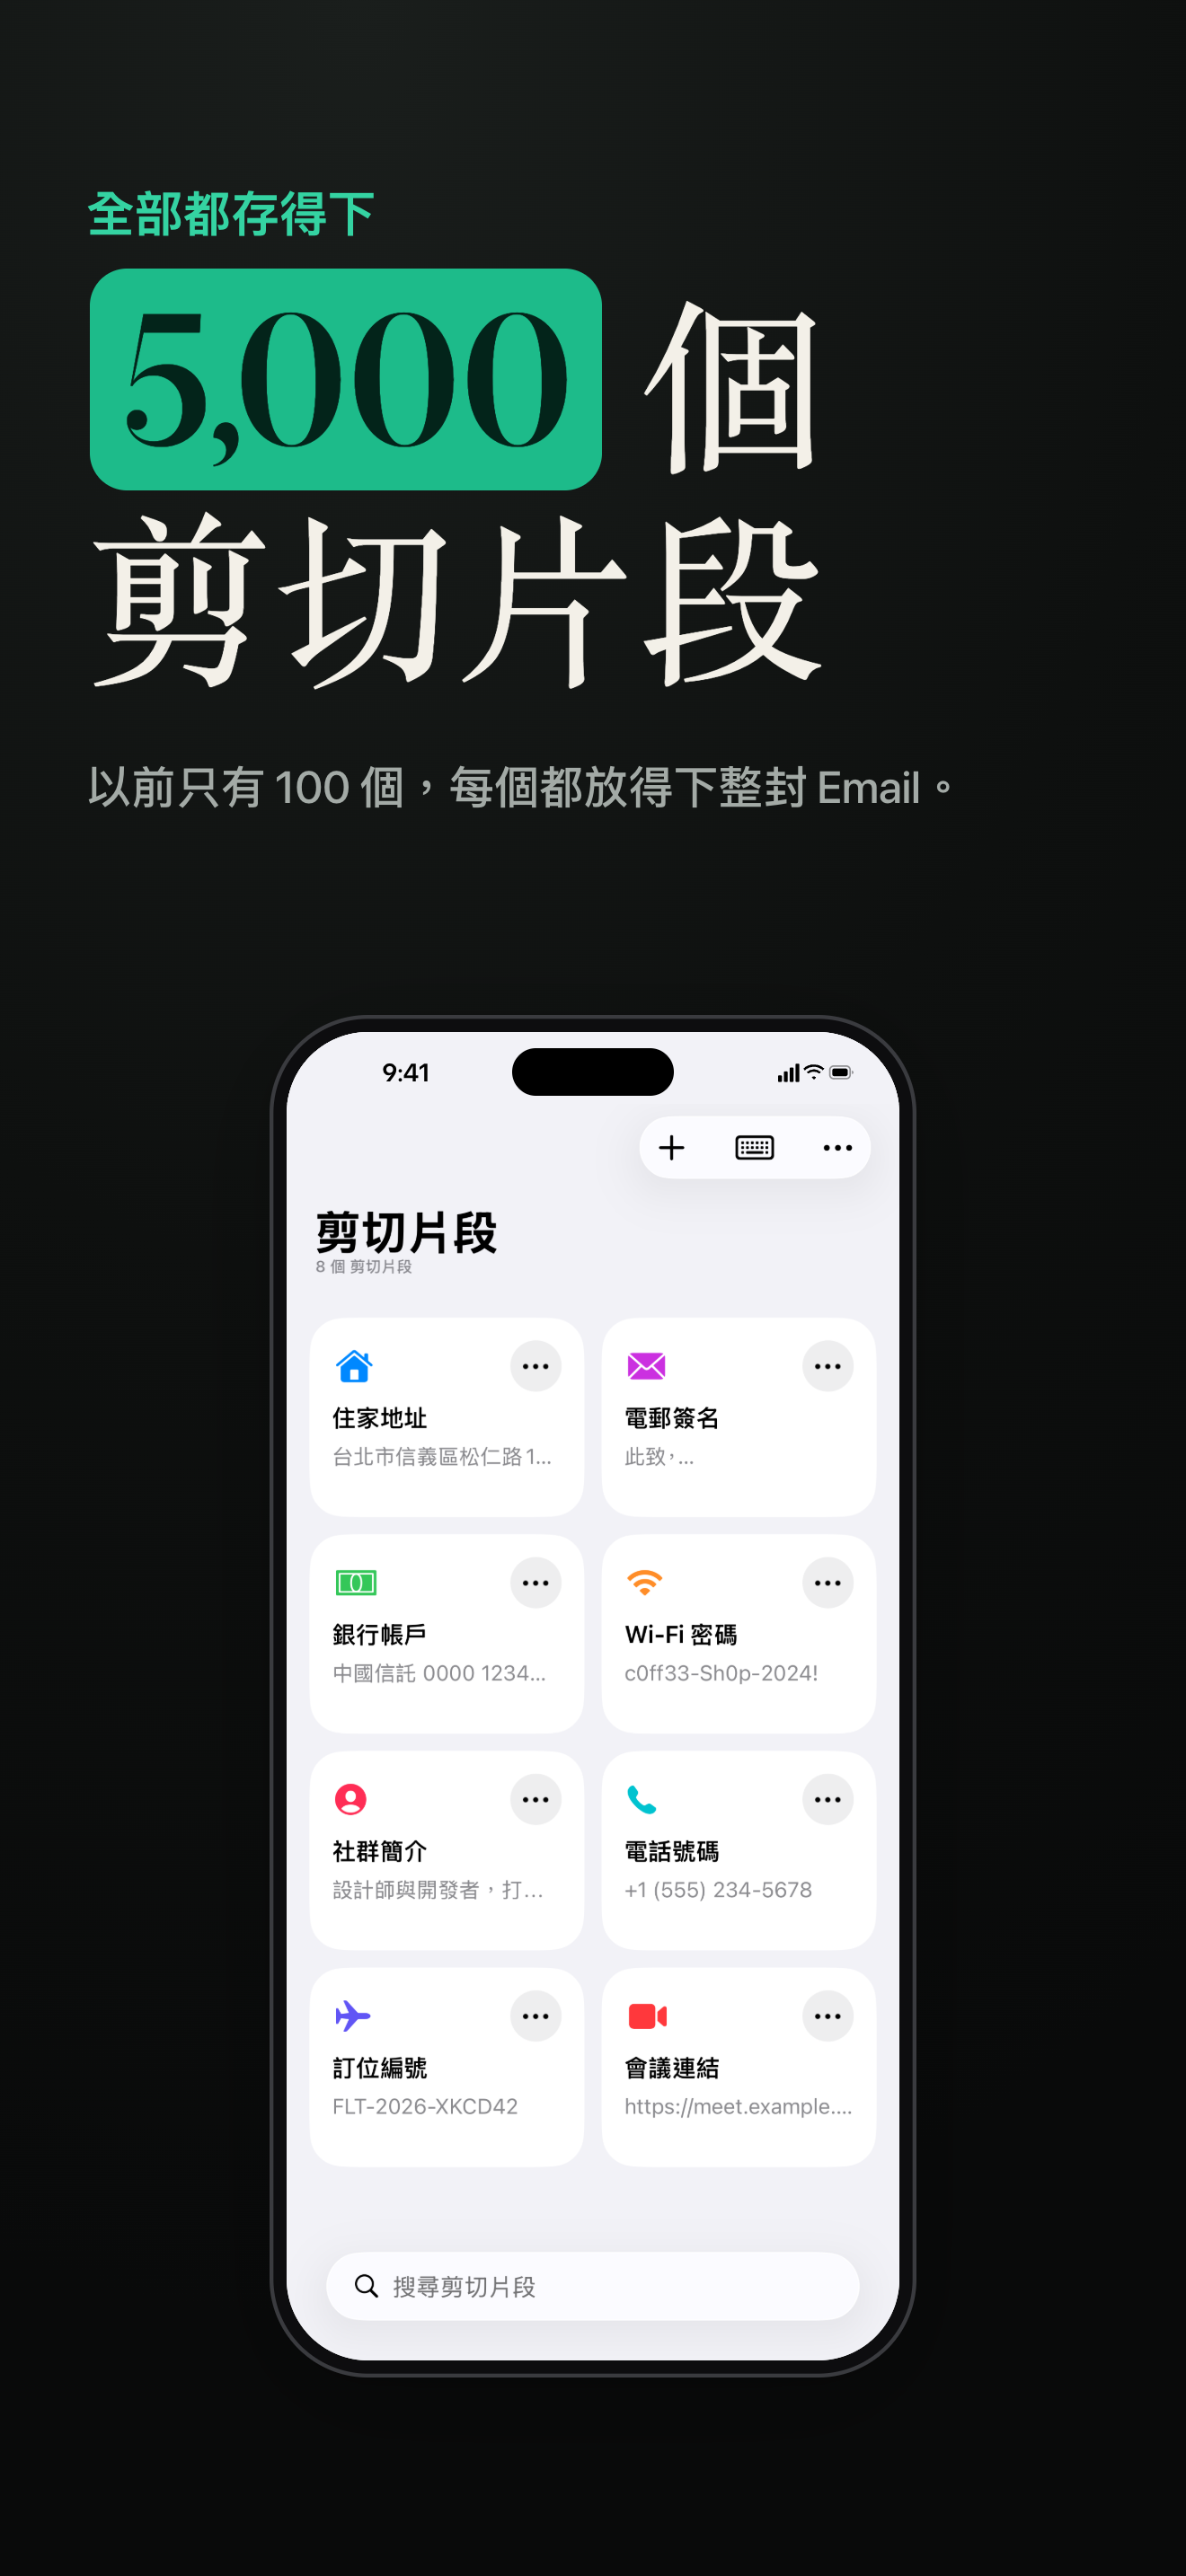 全部都存得下
5,000 個
剪切片段
以前只有 100 個，每個都放得下整封 Email。
9:41
剪切片段
8 個 剪切片段
住家地址
台北市信義區松仁路 1...
電郵簽名
此致，...
銀行帳戶
中國信託 0000 1234...
Wi-Fi 密碼
c0ff33-Sh0p-2024!
社群簡介
設計師與開發者，打...
電話號碼
+1 (555) 234-5678
訂位編號
FLT-2026-XKCD42
會議連結
https://meet.example....
搜尋剪切片段